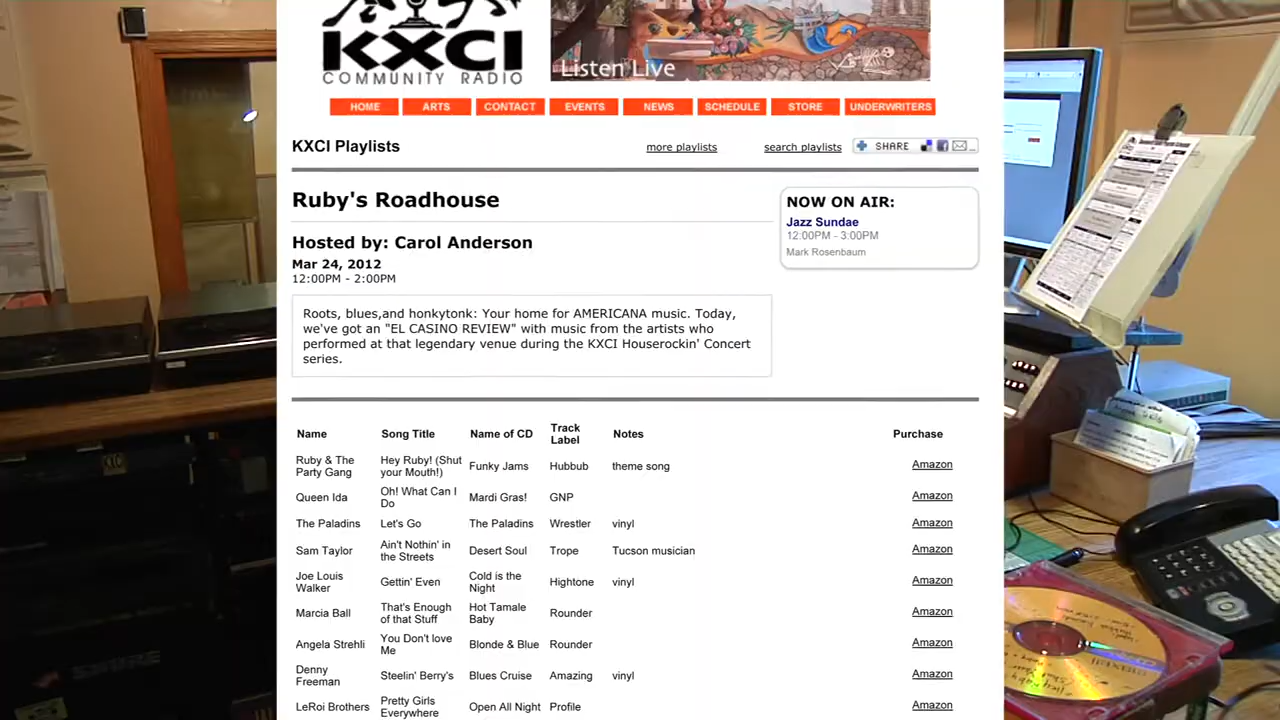 KXCI
COMMUNITY RADIO
Listen Live
HOME ARTS CONTACT EVENTS NEWS SCHEDULE STORE UNDERWRITERS
KXCI Playlists more playlists search playlists SHARE
Ruby's Roadhouse
NOW ON AIR:
Jazz Sundae
12:00PM - 3:00PM
Mark Rosenbaum
Hosted by: Carol Anderson
Mar 24, 2012
12:00PM - 2:00PM
Roots, blues,and honkytonk: Your home for AMERICANA music. Today,
we've got an "EL CASINO REVIEW" with music from the artists who
performed at that legendary venue during the KXCI Houserockin' Concert
series.
Name Song Title Name of CD Track Label Notes Purchase
Ruby & The Party Gang Hey Ruby! (Shut your Mouth!) Funky Jams Hubbub theme song Amazon
Queen Ida Oh! What Can I Do Mardi Gras! GNP Amazon
The Paladins Let's Go The Paladins Wrestler vinyl Amazon
Sam Taylor Ain't Nothin' in the Streets Desert Soul Trope Tucson musician Amazon
Joe Louis Walker Gettin' Even Cold is the Night Hightone vinyl Amazon
Marcia Ball That's Enough of that Stuff Hot Tamale Baby Rounder Amazon
Angela Strehli You Don't love Me Blonde & Blue Rounder Amazon
Denny Freeman Steelin' Berry's Blues Cruise Amazing vinyl Amazon
LeRoi Brothers Pretty Girls Everywhere Open All Night Profile Amazon